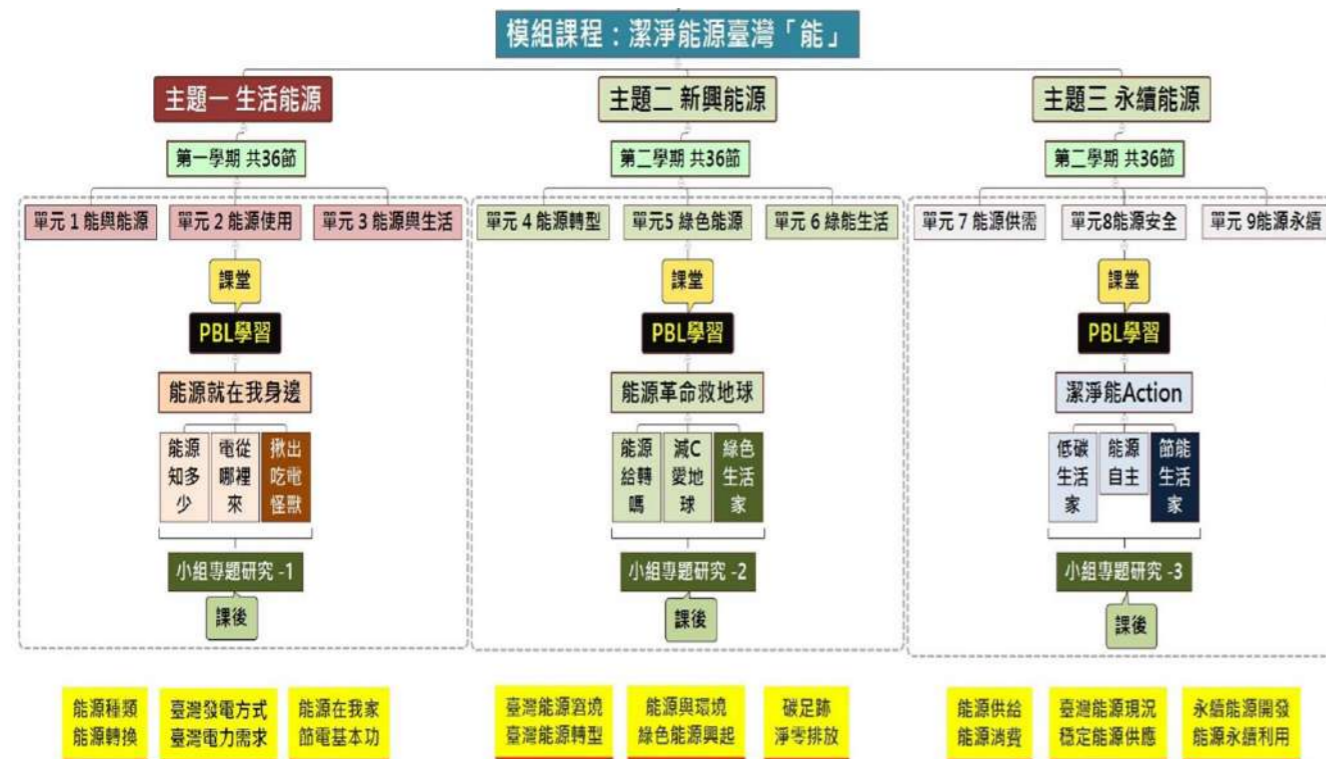 模組課程：潔淨能源臺灣「能」
主題一 生活能源
主題二 新興能源
主題三 永續能源
第一學期 共36節
第二學期 共36節
第二學期 共36節
單元 1 能與能源
單元 2 能源使用
單元 3 能源與生活
單元 4 能源轉型
單元5 綠色能源
單元 6 綠能生活
單元 7 能源供需
單元8能源安全
單元 9能源永續
課堂
課堂
課堂
PBL學習
PBL學習
PBL學習
能源就在我身邊
能源革命救地球
潔淨能Action
能源
知多
少
電從
哪裡
來
揪出
吃電
怪獸
能源
給轉
嗎
減C
愛地
球
綠色
生活
家
低碳
生活
家
能源
自主
節能
生活
家
小組專題研究 -1
小組專題研究 -2
小組專題研究 -3
課後
課後
課後
能源種類
能源轉換
臺灣發電方式
臺灣電力需求
能源在我家
節電基本功
臺灣能源窘境
臺灣能源轉型
能源與環境
綠色能源興起
碳足跡
淨零排放
能源供給
能源消費
臺灣能源現況
穩定能源供應
永續能源開發
能源永續利用